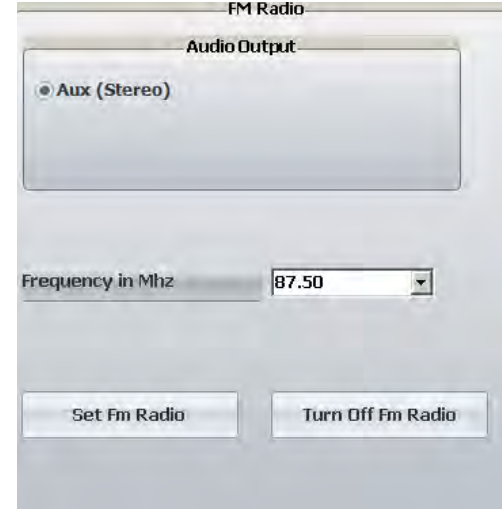 FM Radio
Audio Output
Aux (Stereo)
Frequency in Mhz 87.50
Set Fm Radio Turn Off Fm Radio